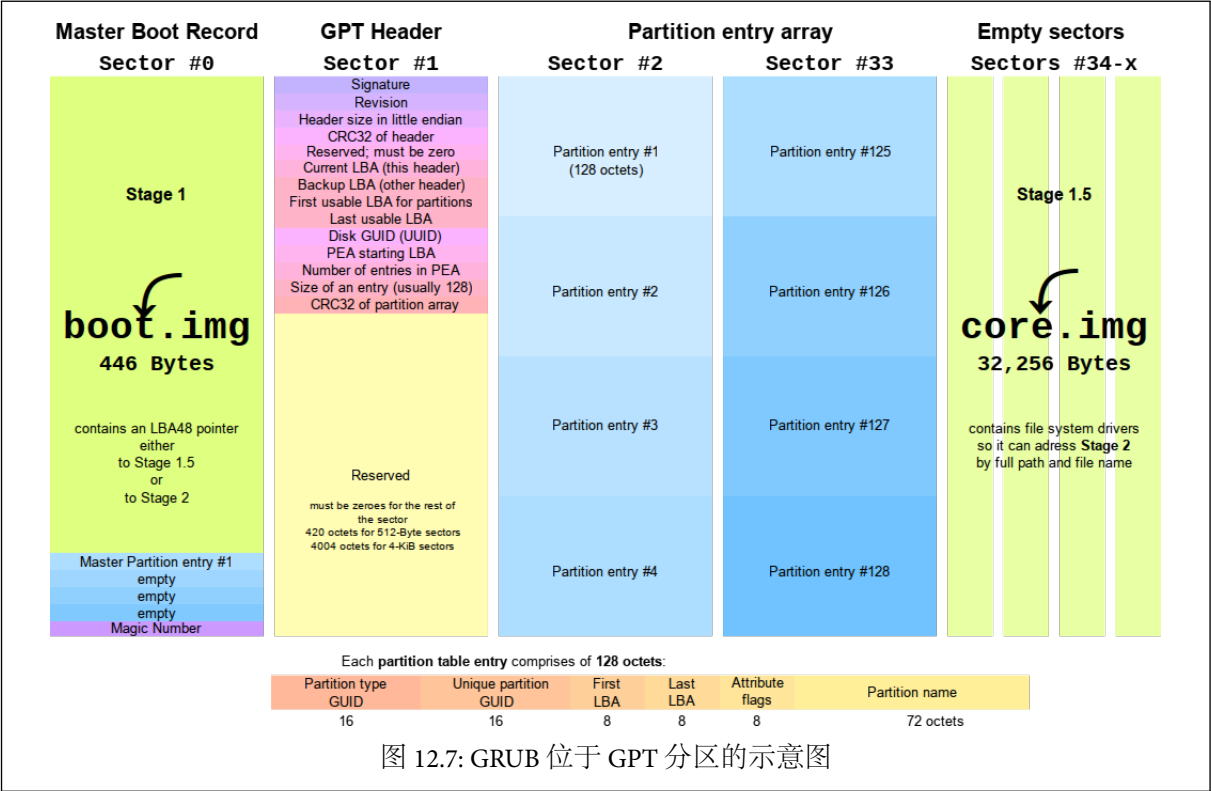 Master Boot Record
Sector #0
Stage 1
boot.img
446 Bytes
contains an LBA48 pointer
either
to Stage 1.5
or
to Stage 2
Master Partition entry #1
empty
empty
empty
Magic Number
GPT Header
Sector #1
Signature
Revision
Header size in little endian
CRC32 of header
Reserved; must be zero
Current LBA (this header)
Backup LBA (other header)
First usable LBA for partitions
Last usable LBA
Disk GUID (UUID)
PEA starting LBA
Number of entries in PEA
Size of an entry (usually 128)
CRC32 of partition array
Reserved
must be zeroes for the rest of
the sector
420 octets for 512-Byte sectors
4004 octets for 4-KiB sectors
Partition entry array
Sector #2
Partition entry #1
(128 octets)
Partition entry #2
Partition entry #3
Partition entry #4
Sector #33
Partition entry #125
Partition entry #126
Partition entry #127
Partition entry #128
Empty sectors
Sectors #34-x
Stage 1.5
core.img
32,256 Bytes
contains file system drivers
so it can adress Stage 2
by full path and file name
Each partition table entry comprises of 128 octets:
Partition type
GUID
16
Unique partition
GUID
16
First
LBA
8
Last
LBA
8
Attribute
flags
8
Partition name
72 octets
图 12.7: GRUB 位于 GPT 分区的示意图